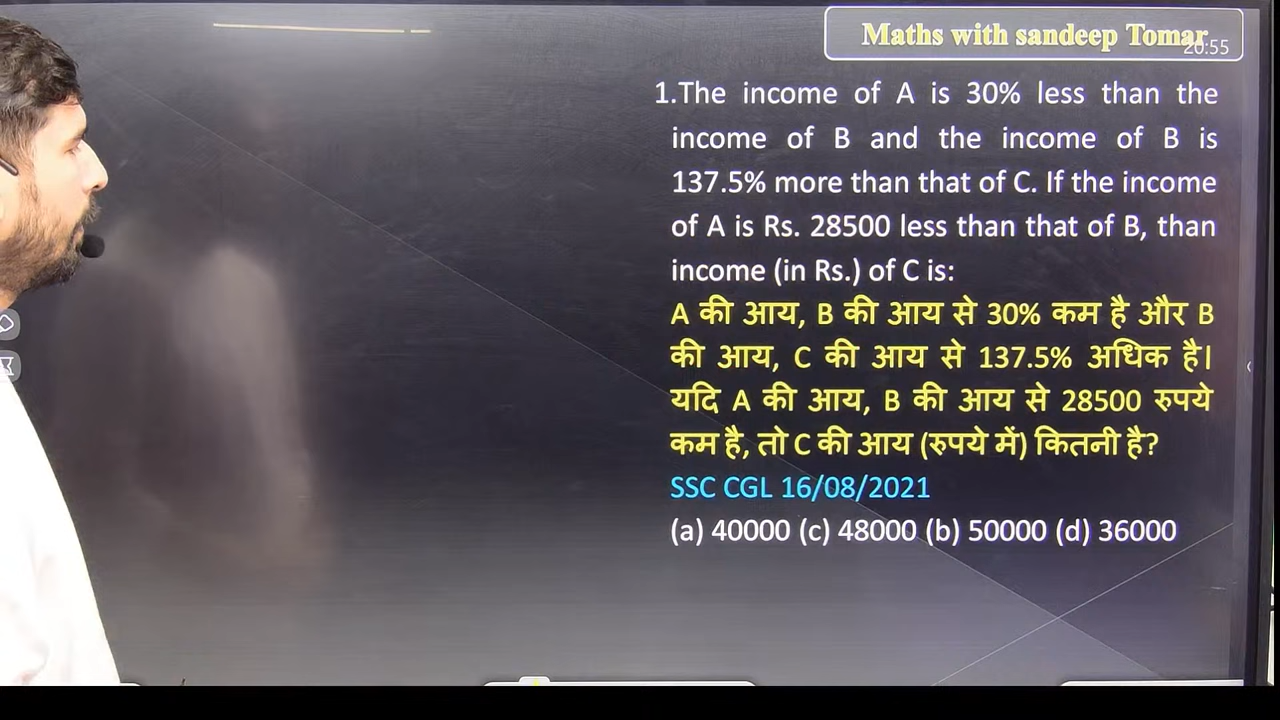 Maths with sandeep Tomar
20:55
1.The income of A is 30% less than the
income of B and the income of B is
137.5% more than that of C. If the income
of A is Rs. 28500 less than that of B, than
income (in Rs.) of C is:
A की आय, B की आय से 30% कम है और B
की आय, C की आय से 137.5% अधिक है।
यदि A की आय, B की आय से 28500 रुपये
कम है, तो C की आय (रुपये में) कितनी है?
SSC CGL 16/08/2021
(a) 40000 (c) 48000 (b) 50000 (d) 36000